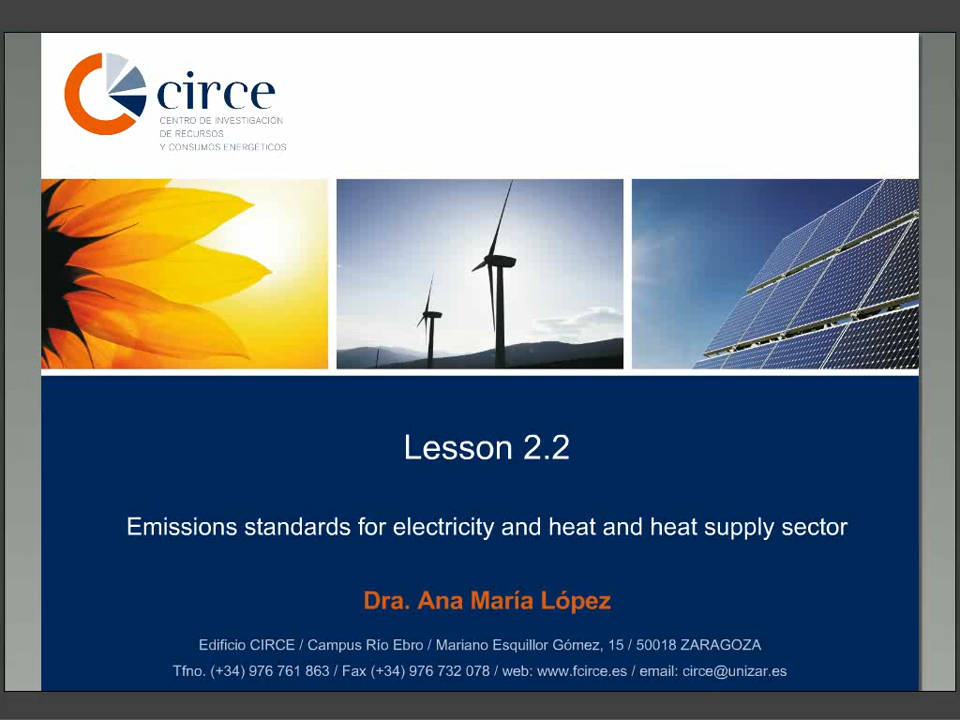 circe
CENTRO DE INVESTIGACIÓN
DE RECURSOS
Y CONSUMOS ENERGÉTICOS
Lesson 2.2
Emissions standards for electricity and heat and heat supply sector
Dra. Ana María López
Edificio CIRCE / Campus Río Ebro / Mariano Esquillor Gómez, 15 / 50018 ZARAGOZA
Tfno. (+34) 976 761 863 / Fax (+34) 976 732 078 / web: www.fcirce.es / email: circe@unizar.es